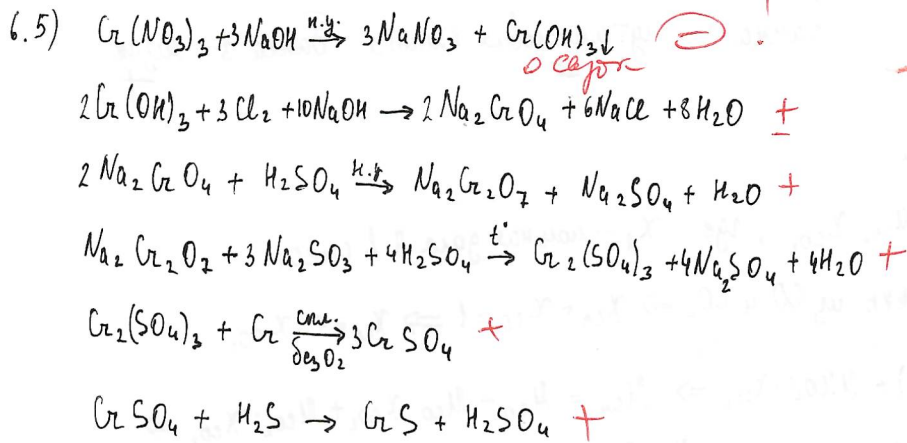 6.5) Cr(NO₃)₃ + 3NaOH н.у.→ 3NaNO₃ + Cr(OH)₃↓ ⊖ !
осадок
2Cr(OH)₃ + 3Cl₂ + 10NaOH → 2Na₂CrO₄ + 6NaCl + 8H₂O +
2Na₂CrO₄ + H₂SO₄ н.у.→ Na₂Cr₂O₇ + Na₂SO₄ + H₂O +
Na₂Cr₂O₇ + 3Na₂SO₃ + 4H₂SO₄ t°→ Cr₂(SO₄)₃ + 4Na₂SO₄ + 4H₂O +
Cr₂(SO₄)₃ + Cr спл.→ без O₂ 3CrSO₄ +
CrSO₄ + H₂S → CrS + H₂SO₄ +